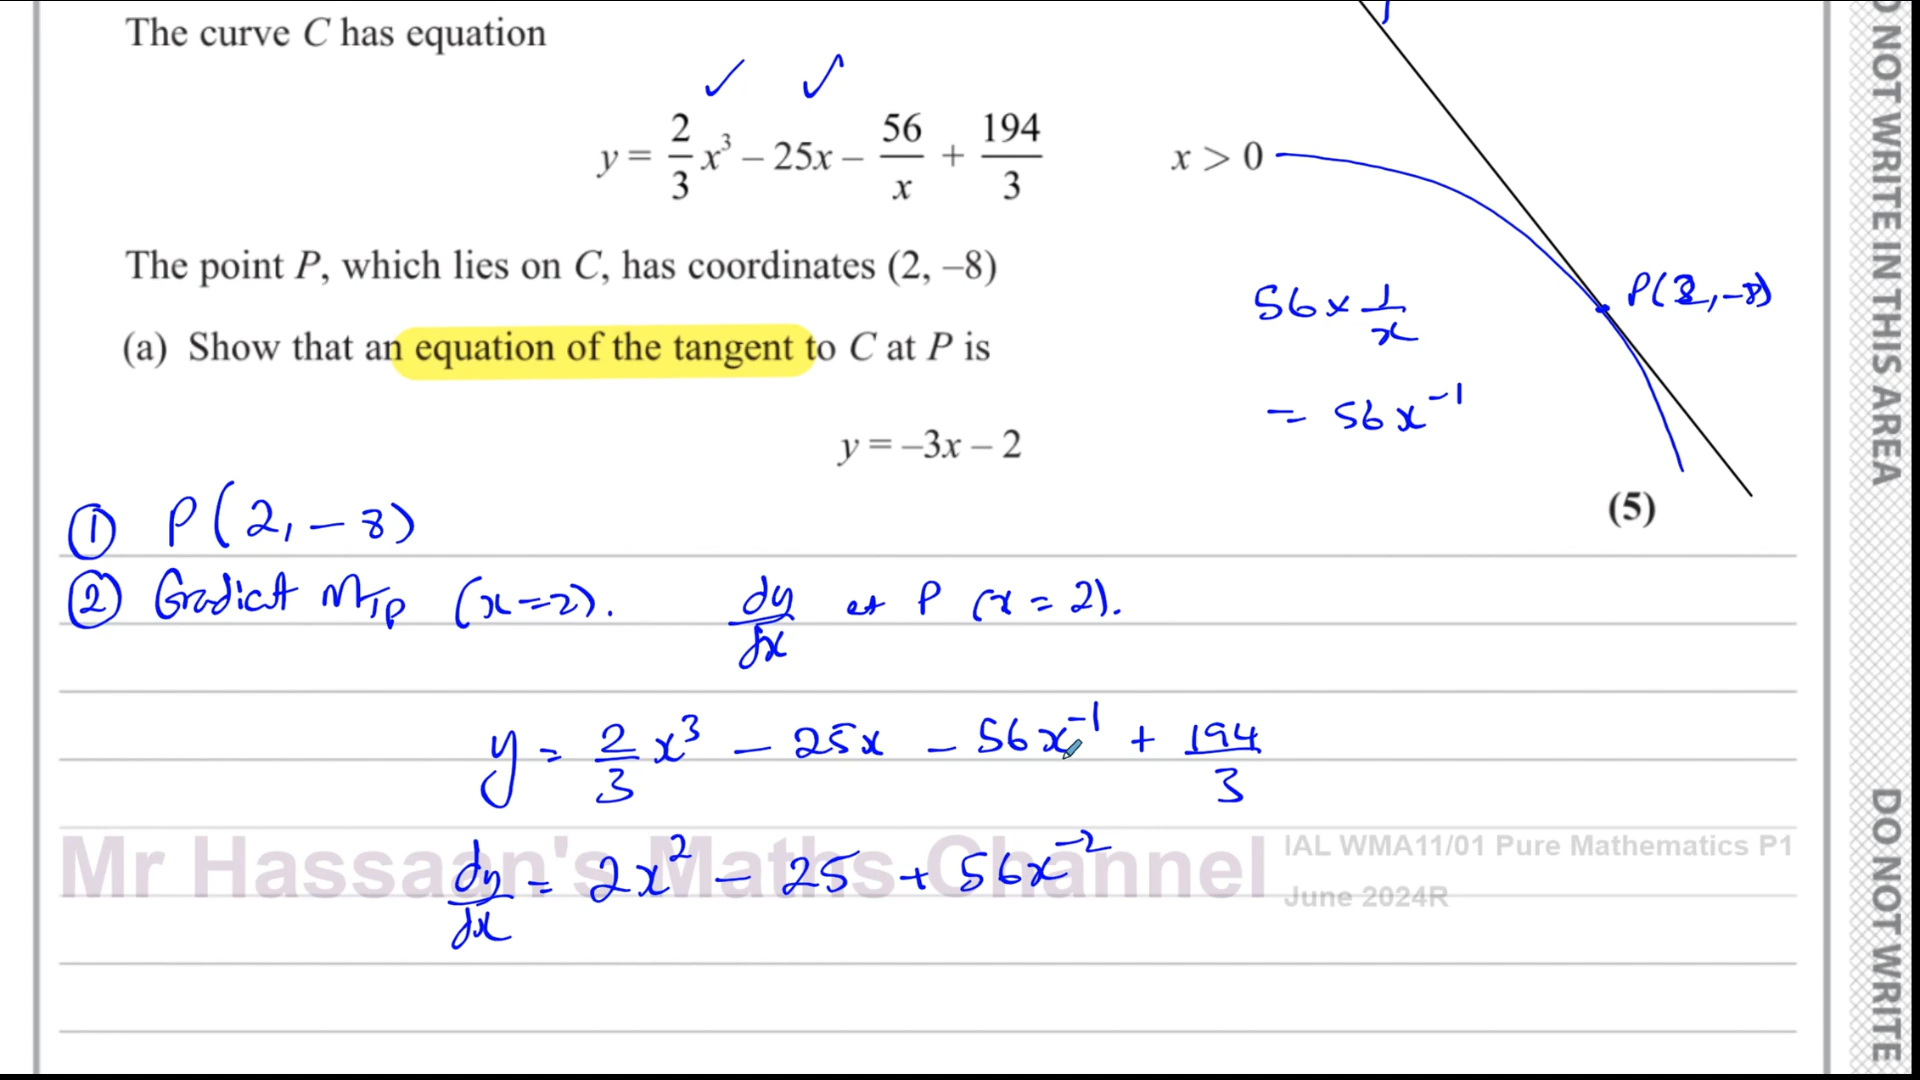 The curve C has equation
y = 2/3 x³ – 25x – 56/x + 194/3    x > 0
The point P, which lies on C, has coordinates (2, –8)
56 × 1/x
P(2, -8)
(a) Show that an equation of the tangent to C at P is
= 56x⁻¹
y = –3x – 2
(5)
① P(2, -8)
② Gradient m_TP (x=2). dy/dx at P (x = 2).
y = 2/3 x³ - 25x - 56x⁻¹ + 194/3
Mr Hassaan's Maths Channel
IAL WMA11/01 Pure Mathematics P1
June 2024R
dy/dx = 2x² - 25 + 56x⁻²
DO NOT WRITE IN THIS AREA
DO NOT WRITE